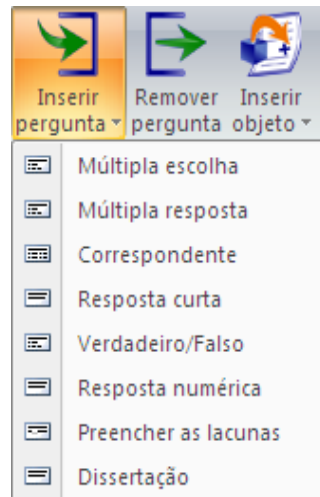 Inserir Remover Inserir
pergunta pergunta objeto
Múltipla escolha
Múltipla resposta
Correspondente
Resposta curta
Verdadeiro/Falso
Resposta numérica
Preencher as lacunas
Dissertação